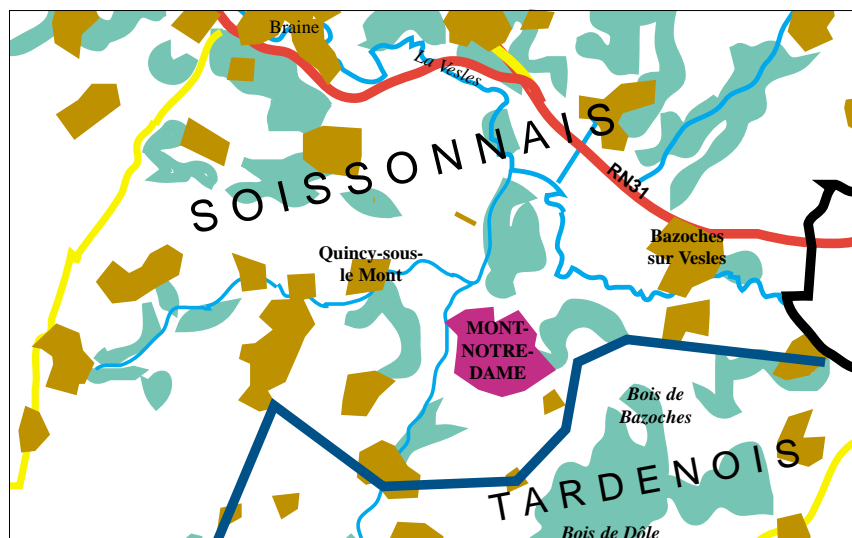 Braine
La Vesles
SOISSONNAIS
RN31
Bazoches
sur Vesles
Quincy-sous-
le Mont
MONT-
NOTRE-
DAME
Bois de
Bazoches
TARDENOIS
Bois de Dôle